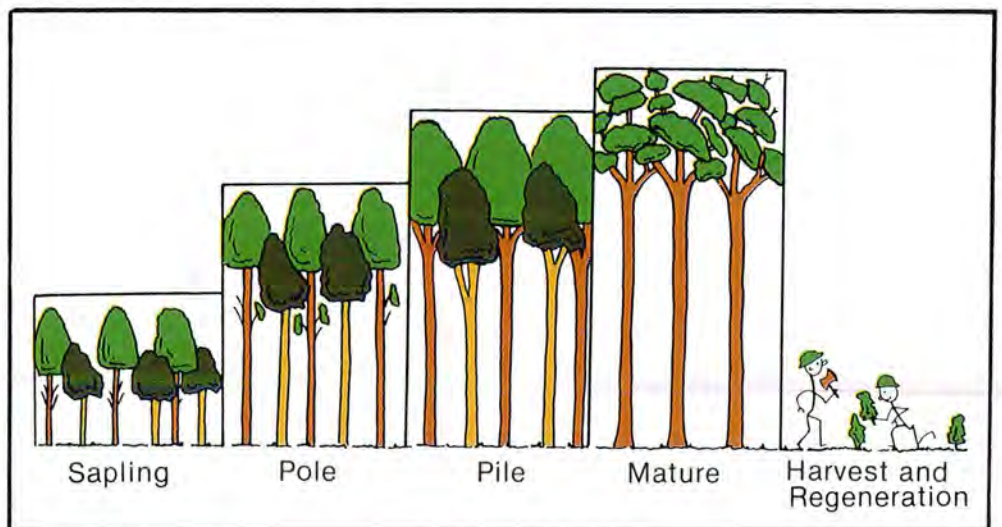 Sapling
Pole
Pile
Mature
Harvest and
Regeneration